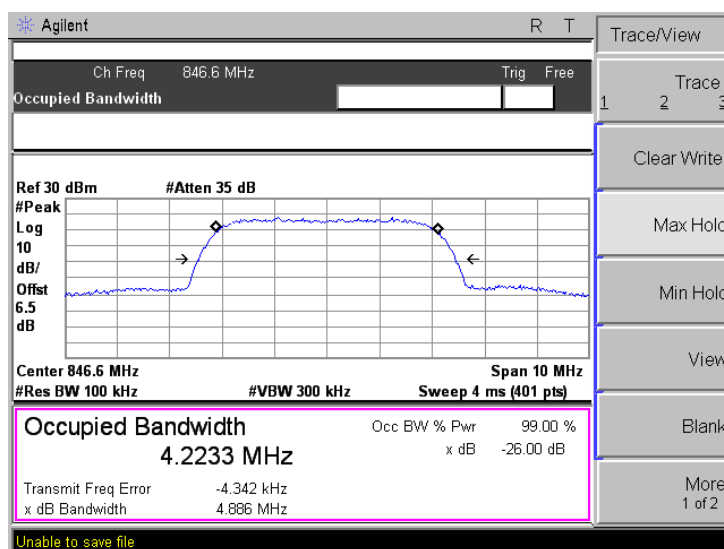 Agilent R T
Trace/View
Ch Freq 846.6 MHz Trig Free
Occupied Bandwidth
Trace
1 2 3
Clear Write
Max Hold
Min Hold
View
Blank
More
1 of 2
Ref 30 dBm #Atten 35 dB
#Peak
Log
10
dB/
Offst
6.5
dB
Center 846.6 MHz Span 10 MHz
#Res BW 100 kHz #VBW 300 kHz Sweep 4 ms (401 pts)
Occupied Bandwidth Occ BW % Pwr 99.00 %
4.2233 MHz x dB -26.00 dB
Transmit Freq Error -4.342 kHz
x dB Bandwidth 4.886 MHz
Unable to save file